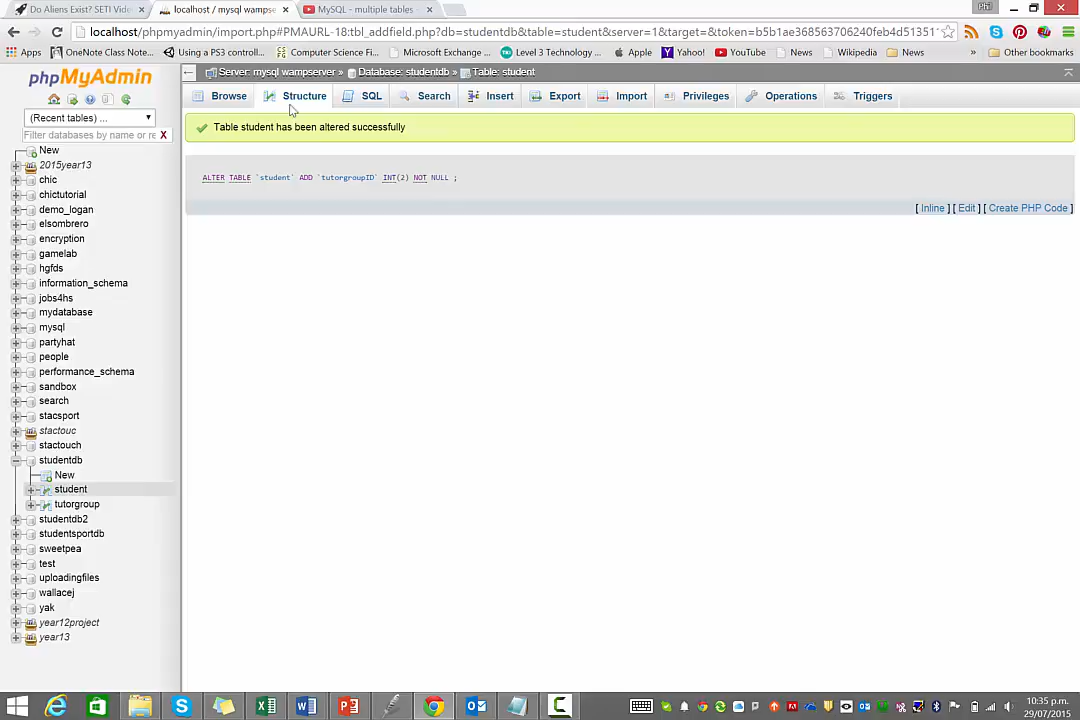 Do Aliens Exist? SETI Video
localhost / mysql wampse
MySQL - multiple tables -
Phil
localhost/phpmyadmin/import.php#PMAURL-18:tbl_addfield.php?db=studentdb&table=student&server=1&target=&token=b5b1ae368563706240feb4d51351
Apps
OneNote Class Note...
Using a PS3 controll...
Computer Science Fi...
Microsoft Exchange ...
Level 3 Technology ...
Apple
Yahoo!
YouTube
News
Wikipedia
News
»
Other bookmarks
phpMyAdmin
Server: mysql wampserver » Database: studentdb » Table: student
(Recent tables) ...
Filter databases by name or re X
Browse
Structure
SQL
Search
Insert
Export
Import
Privileges
Operations
Triggers
Table student has been altered successfully
ALTER TABLE `student` ADD `tutorgroupID` INT(2) NOT NULL ;
[ Inline ] [ Edit ] [ Create PHP Code ]
New
2015year13
chic
chictutorial
demo_logan
elsombrero
encryption
gamelab
hgfds
information_schema
jobs4hs
mydatabase
mysql
partyhat
people
performance_schema
sandbox
search
stacsport
stactouc
stactouch
studentdb
New
student
tutorgroup
studentdb2
studentsportdb
sweetpea
test
uploadingfiles
wallacej
yak
year12project
year13
10:35 p.m.
29/07/2015